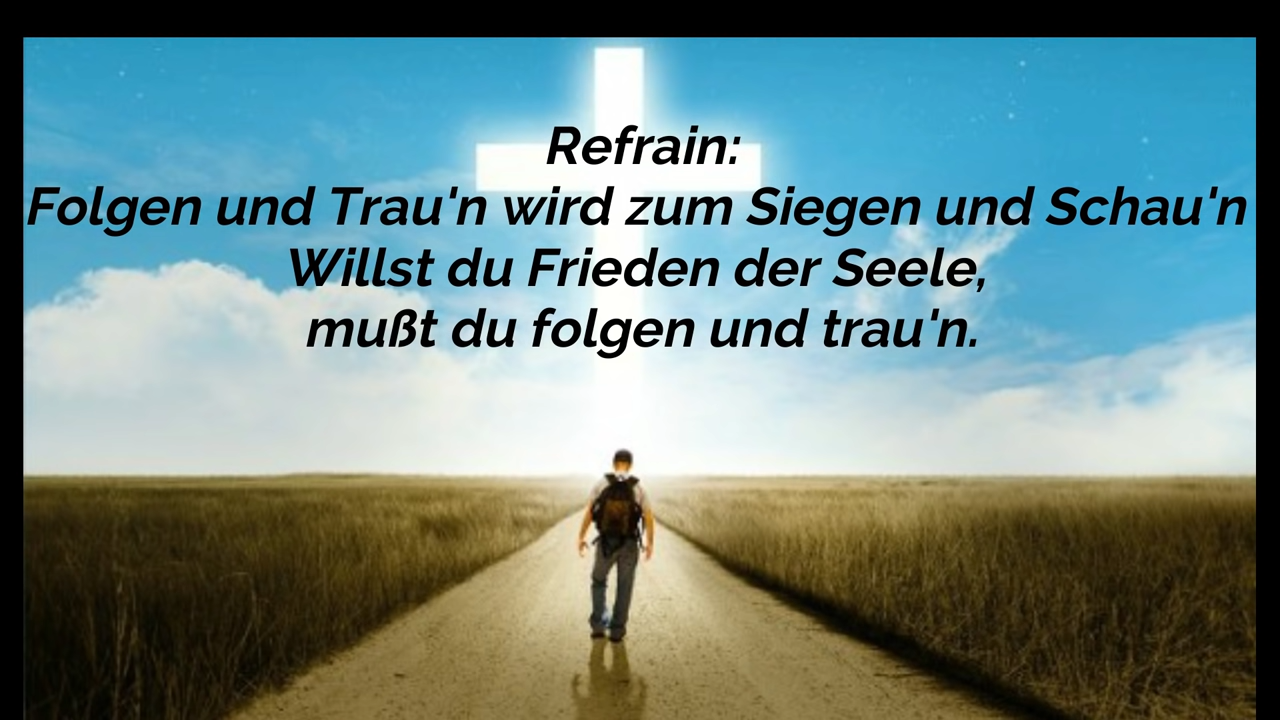 Refrain:
Folgen und Trau'n wird zum Siegen und Schau'n
Willst du Frieden der Seele,
mußt du folgen und trau'n.